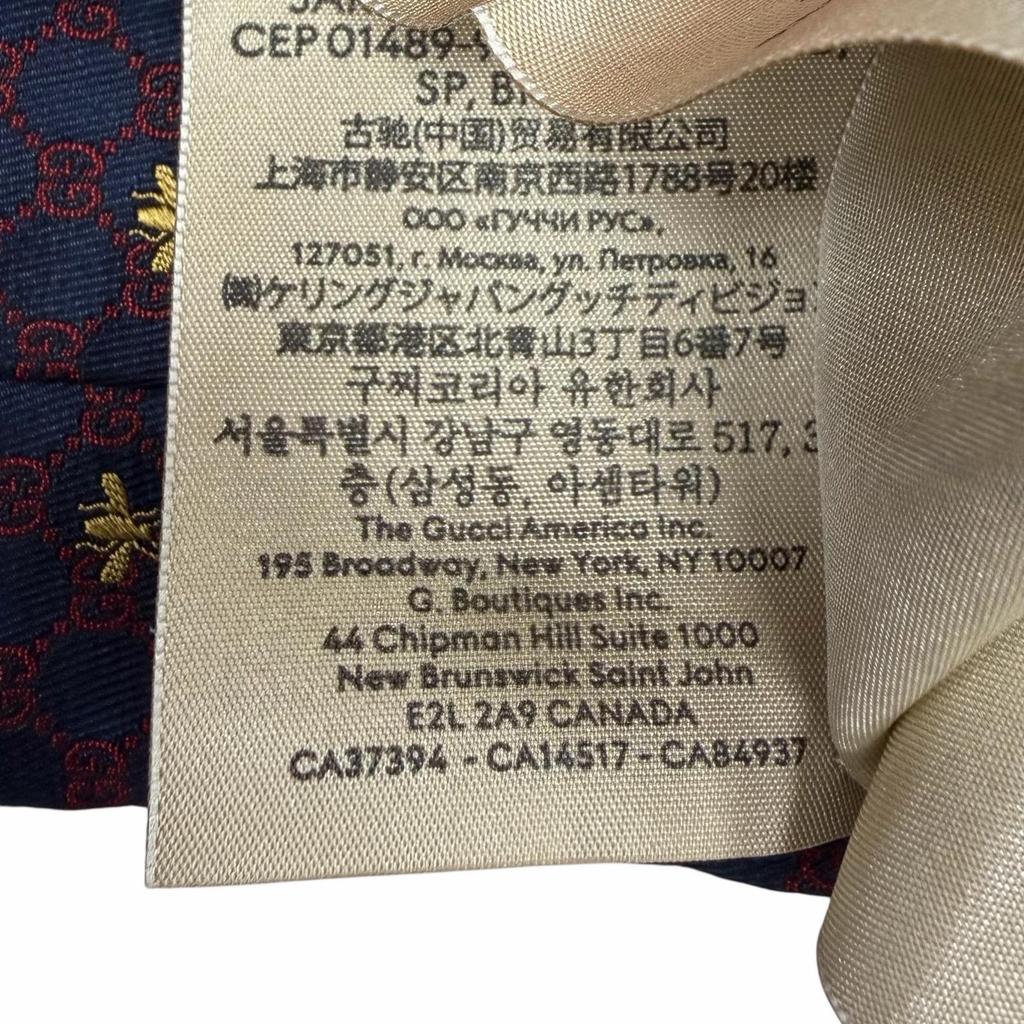 CEP 01489-
SP,
古驰(中国)贸易有限公司
上海市静安区南京西路1788号20楼
ООО «ГУЧЧИ РУС»,
127051, г. Москва, ул. Петровка, 16
㈱ケリングジャパングッチディビジョン
東京都港区北青山3丁目6番7号
구찌코리아 유한회사
서울특별시 강남구 영동대로 517, 3
층(삼성동, 아셈타워)
The Gucci America Inc.
195 Broadway, New York, NY 10007
G. Boutiques Inc.
44 Chipman Hill Suite 1000
New Brunswick Saint John
E2L 2A9 CANADA
CA37394 - CA14517 - CA84937